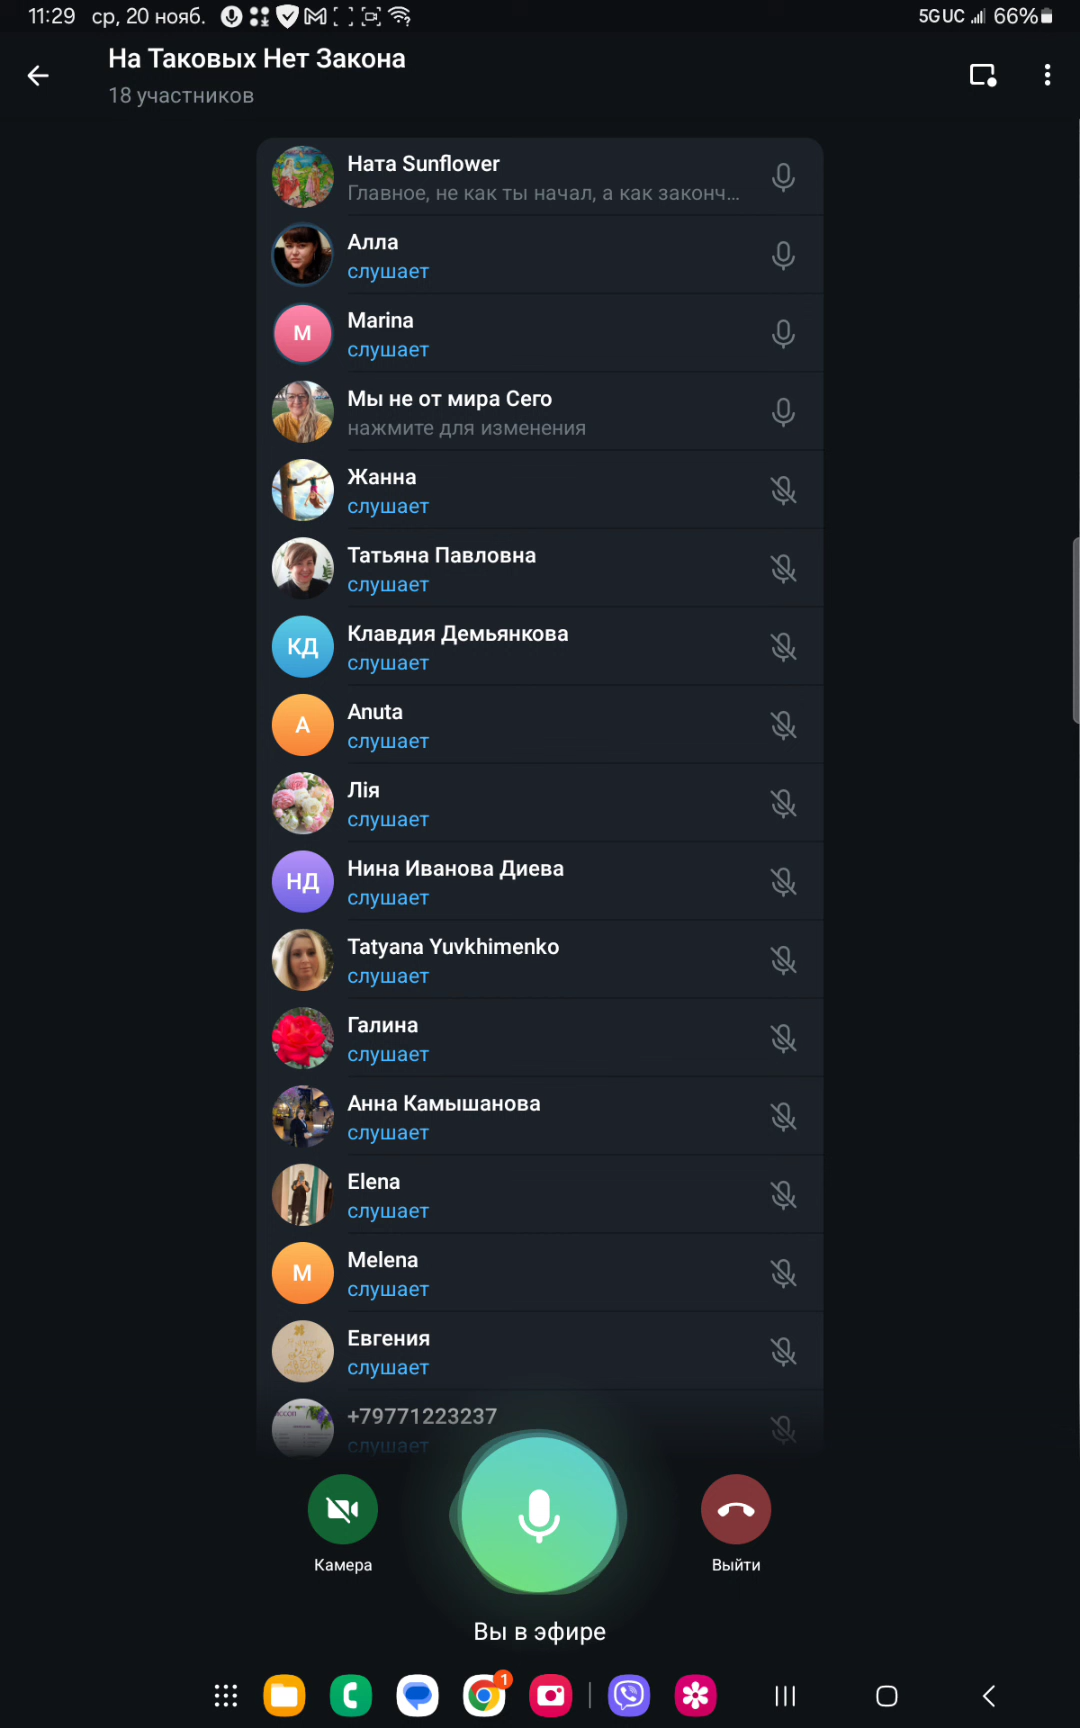 11:29 ср, 20 нояб.
5G UC 66%
На Таковых Нет Закона
18 участников
Ната Sunflower
Главное, не как ты начал, а как законч...
Алла
слушает
М
Marina
слушает
Мы не от мира Сего
нажмите для изменения
Жанна
слушает
Татьяна Павловна
слушает
КД
Клавдия Демьянкова
слушает
A
Anuta
слушает
Лія
слушает
НД
Нина Иванова Диева
слушает
Tatyana Yuvkhimenko
слушает
Галина
слушает
Анна Камышанова
слушает
Elena
слушает
M
Melena
слушает
Евгения
слушает
+79771223237
слушает
Камера
Выйти
Вы в эфире
1